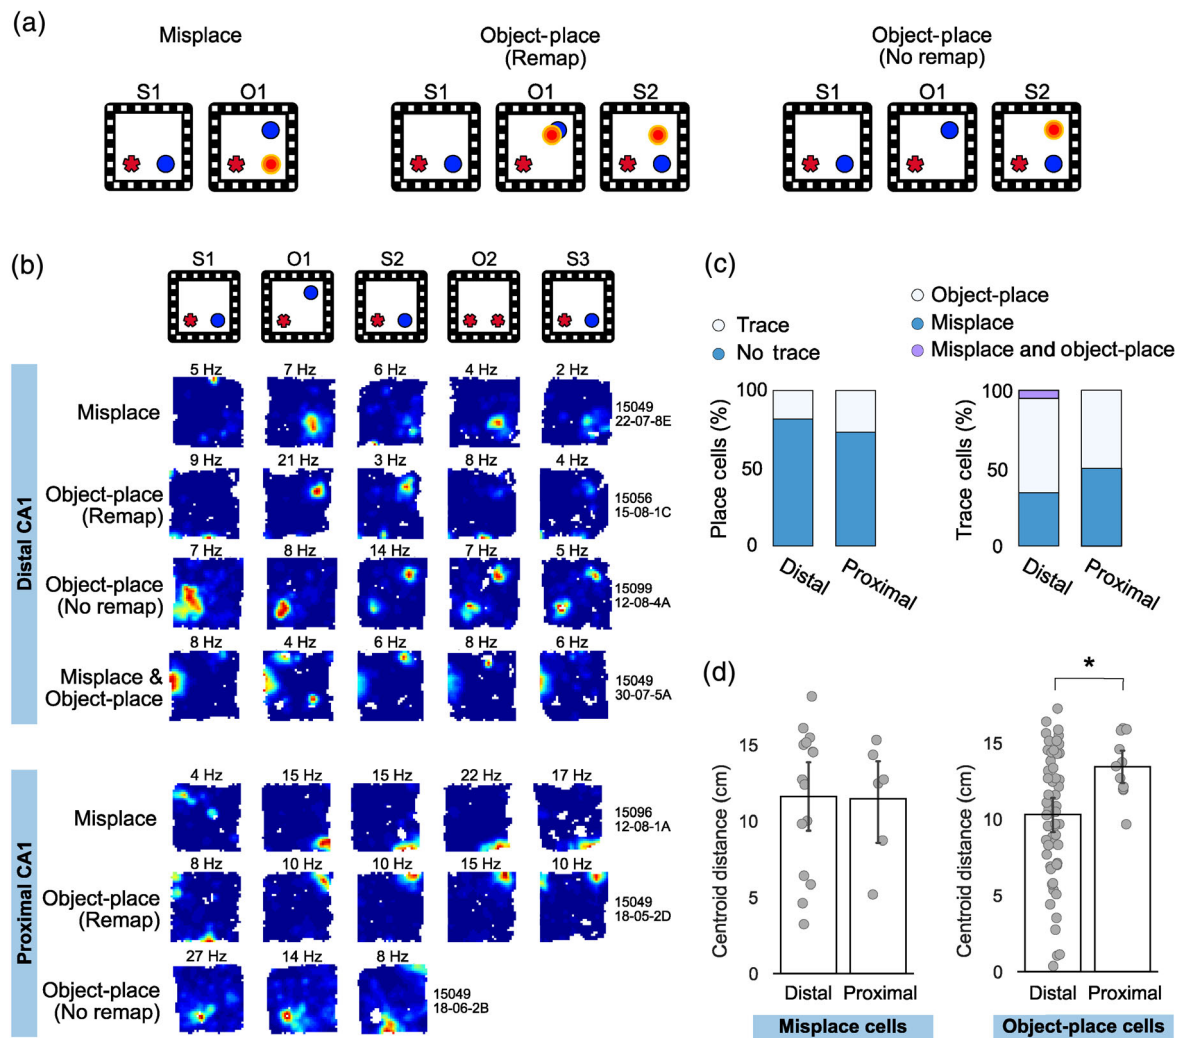 (a)
Misplace
Object-place
(Remap)
Object-place
(No remap)
S1 O1
S1 O1 S2
S1 O1 S2
(b)
S1 O1 S2 O2 S3
Distal CA1
5 Hz 7 Hz 6 Hz 4 Hz 2 Hz
Misplace
15049
22-07-8E
9 Hz 21 Hz 3 Hz 8 Hz 4 Hz
Object-place
(Remap)
15056
15-08-1C
7 Hz 8 Hz 14 Hz 7 Hz 5 Hz
Object-place
(No remap)
15099
12-08-4A
8 Hz 4 Hz 6 Hz 8 Hz 6 Hz
Misplace &
Object-place
15049
30-07-5A
Proximal CA1
4 Hz 15 Hz 15 Hz 22 Hz 17 Hz
Misplace
15096
12-08-1A
8 Hz 10 Hz 10 Hz 15 Hz 10 Hz
Object-place
(Remap)
15049
18-05-2D
27 Hz 14 Hz 8 Hz
Object-place
(No remap)
15049
18-06-2B
(c)
Trace
No trace
Object-place
Misplace
Misplace and object-place
Place cells (%)
100
50
0
Distal
Proximal
Trace cells (%)
100
50
0
Distal
Proximal
(d)
Centroid distance (cm)
15
10
5
0
Distal Proximal
Misplace cells
*
Centroid distance (cm)
15
10
5
0
Distal Proximal
Object-place cells